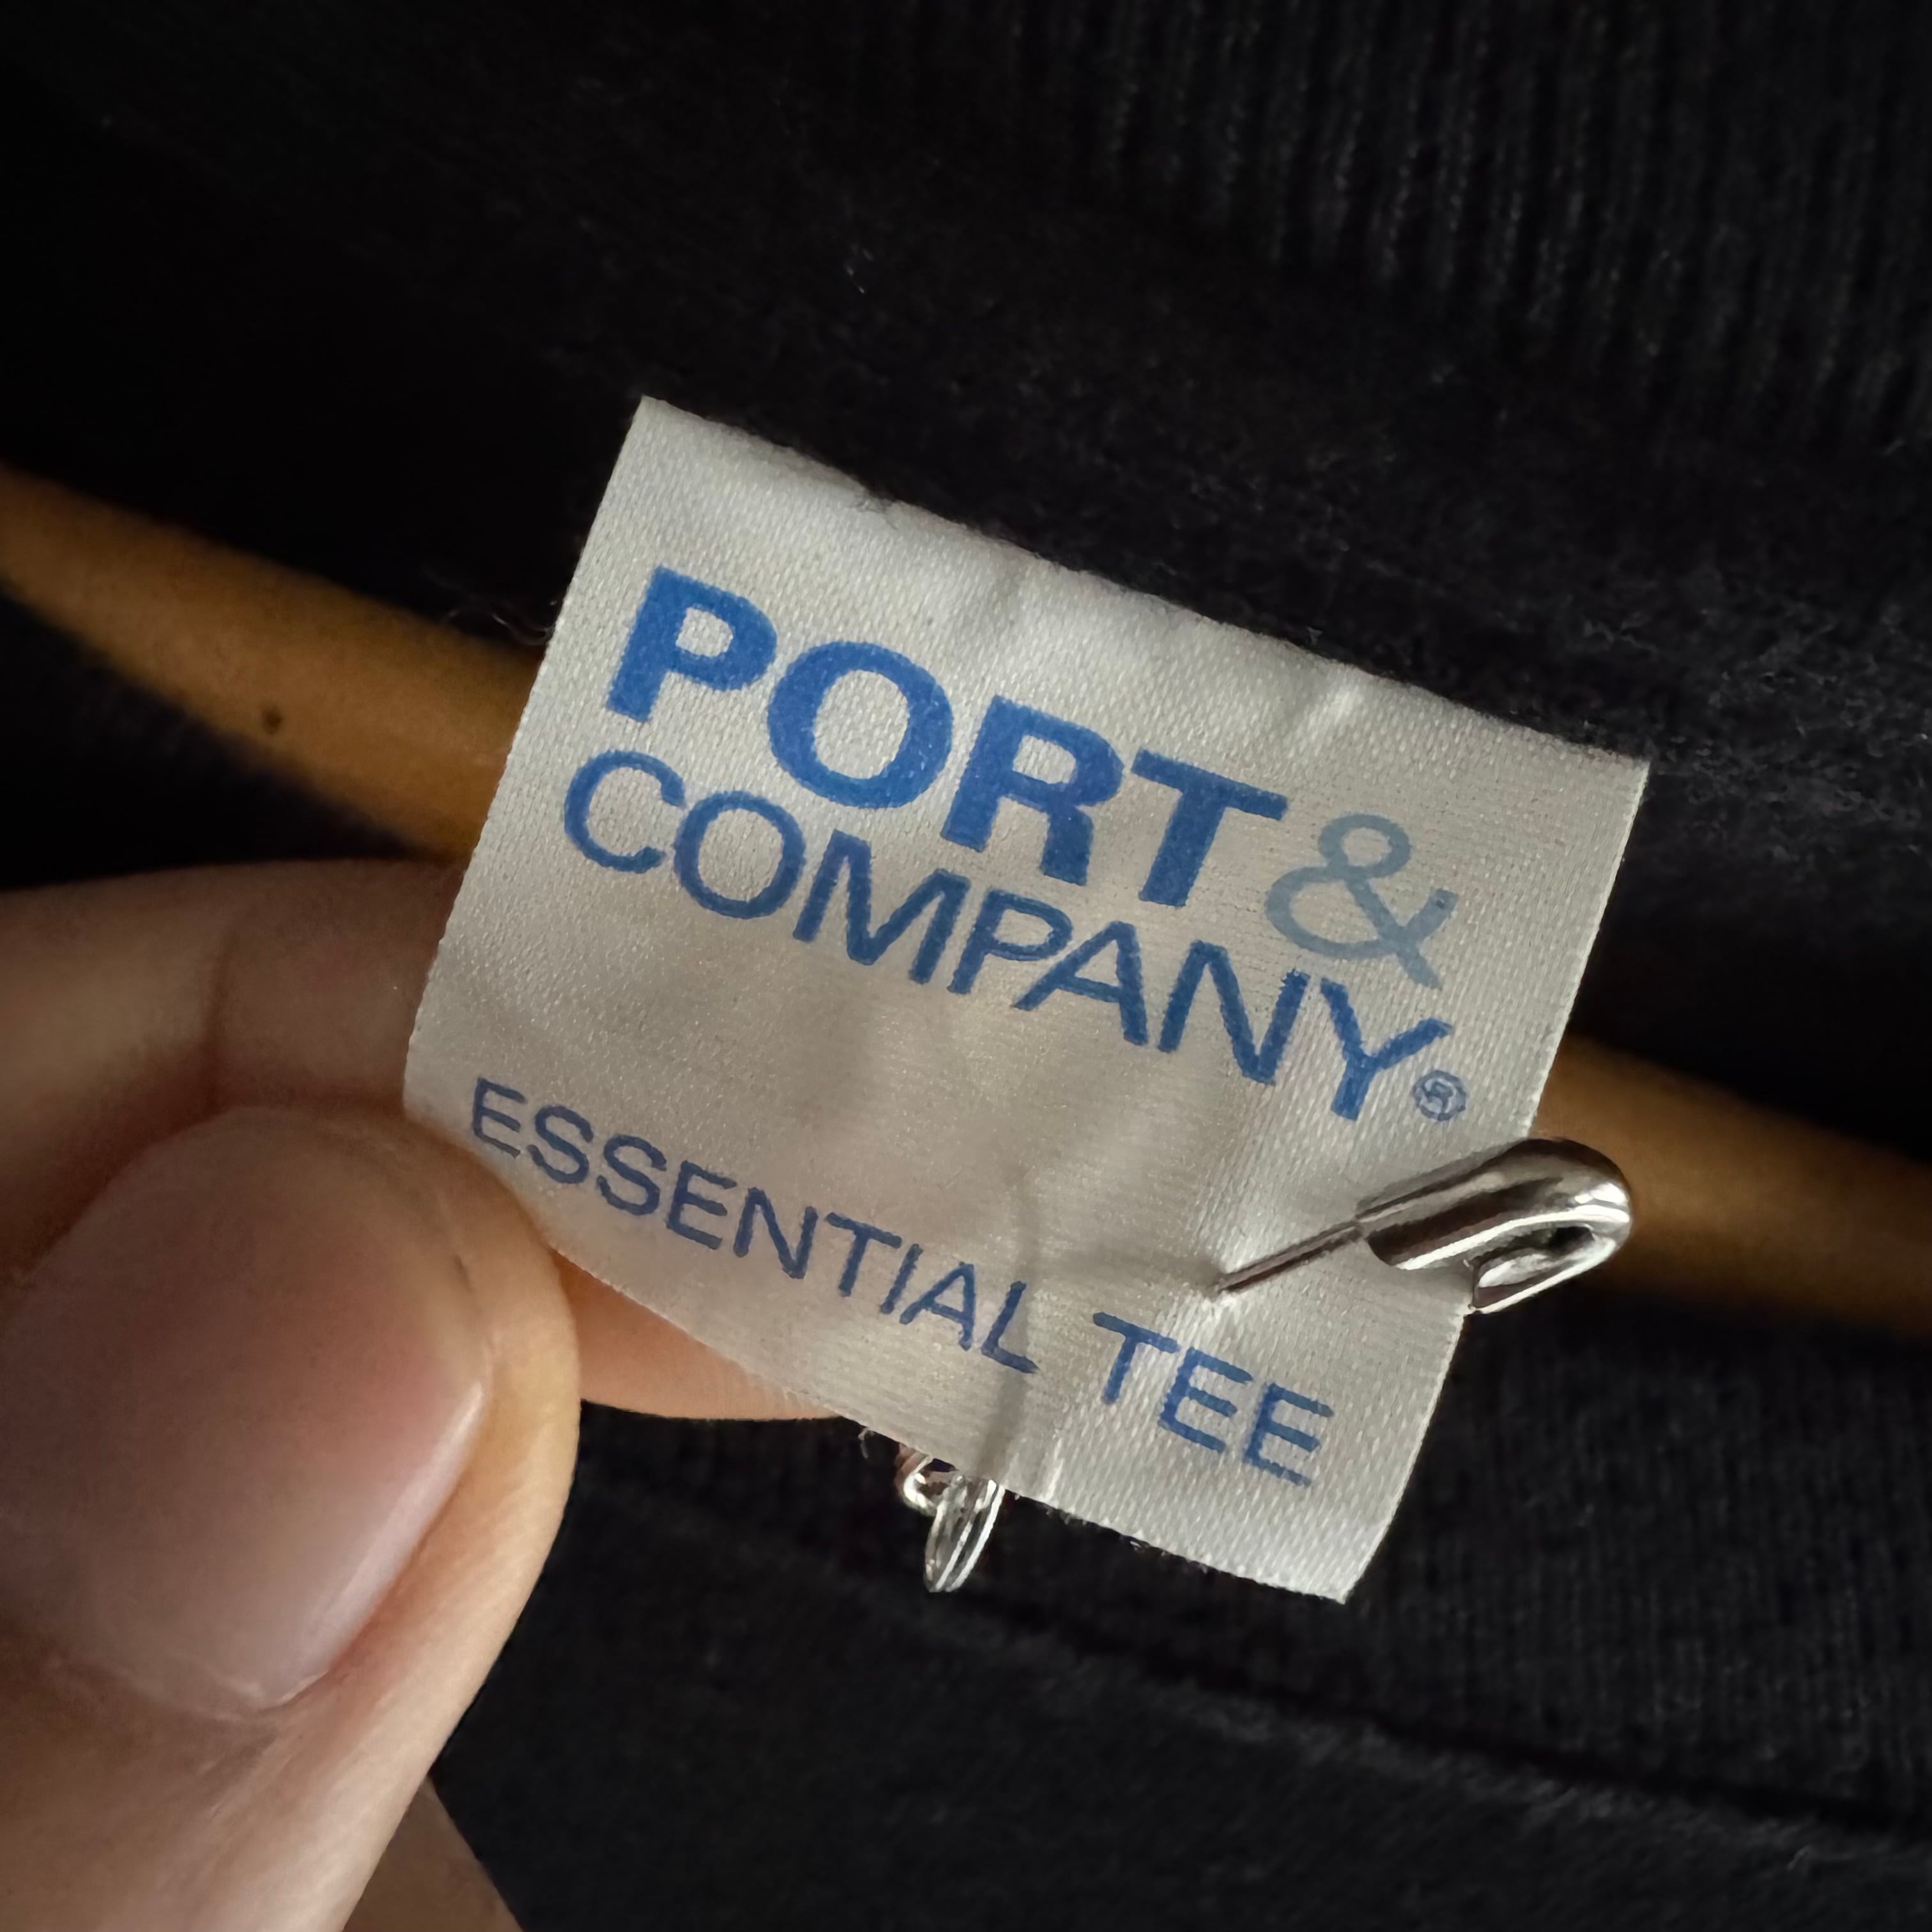 PORT &
COMPANY®
ESSENTIAL TEE